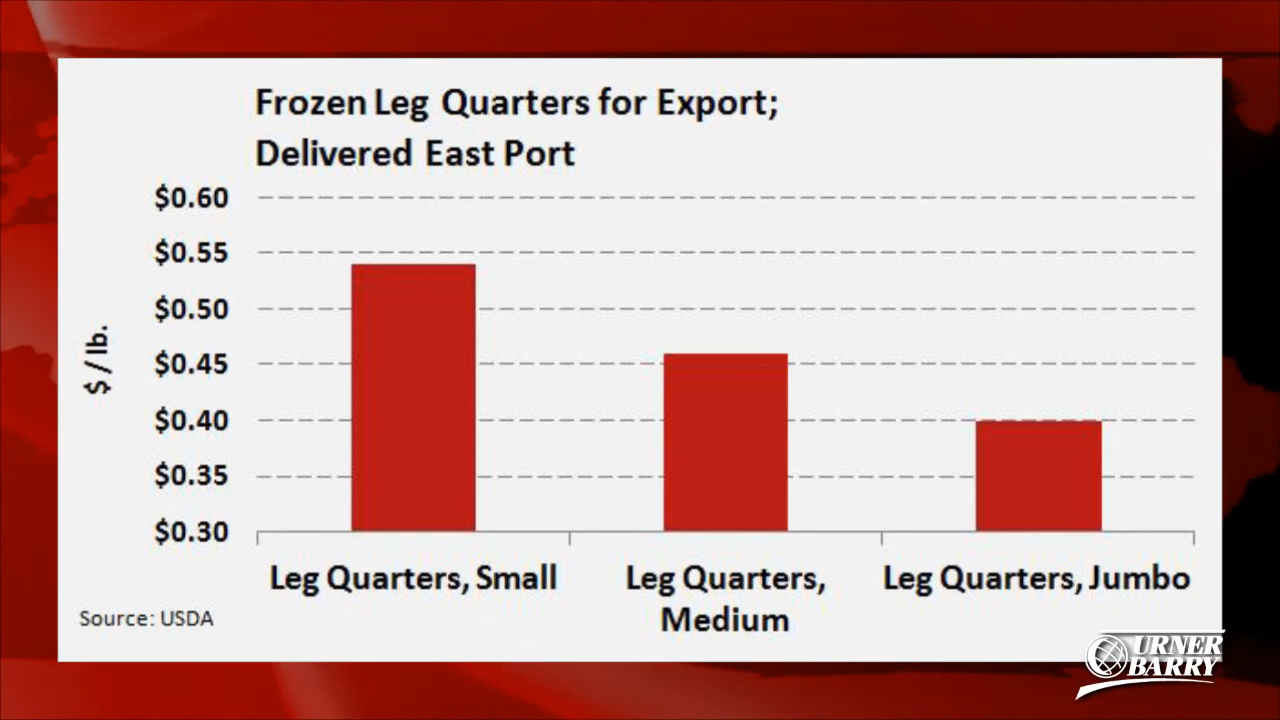 Frozen Leg Quarters for Export;
Delivered East Port
$0.60
$0.55
$0.50
$0.45
$0.40
$0.35
$0.30
$ / lb.
Leg Quarters, Small
Leg Quarters,
Medium
Leg Quarters, Jumbo
Source: USDA
URNER
BARRY